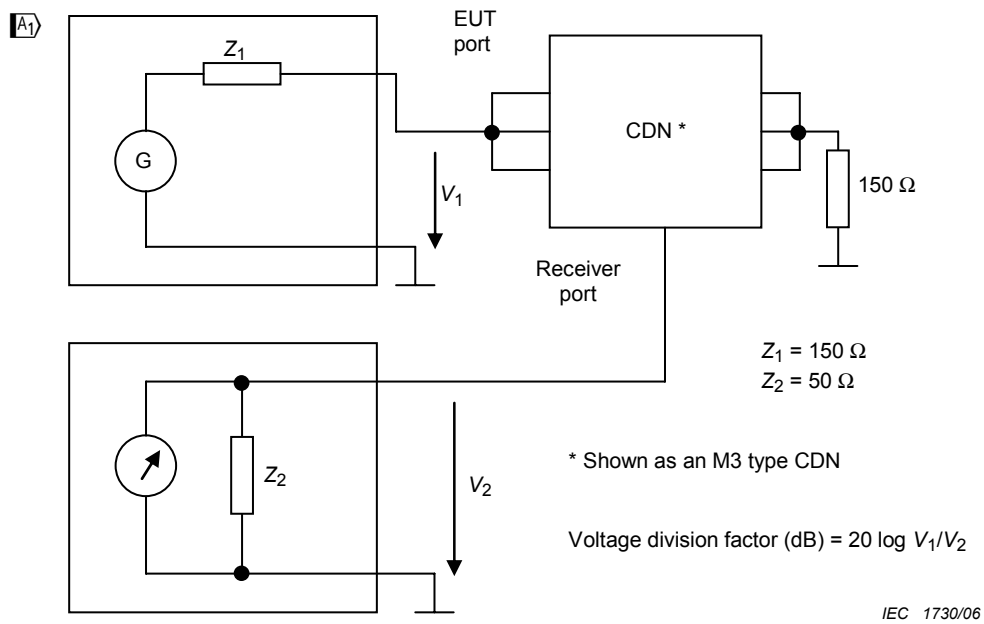 A1
EUT
port
Z1
CDN *
G
V1
150 Ω
Receiver
port
Z1 = 150 Ω
Z2 = 50 Ω
Z2
V2
* Shown as an M3 type CDN
Voltage division factor (dB) = 20 log V1/V2
IEC 1730/06